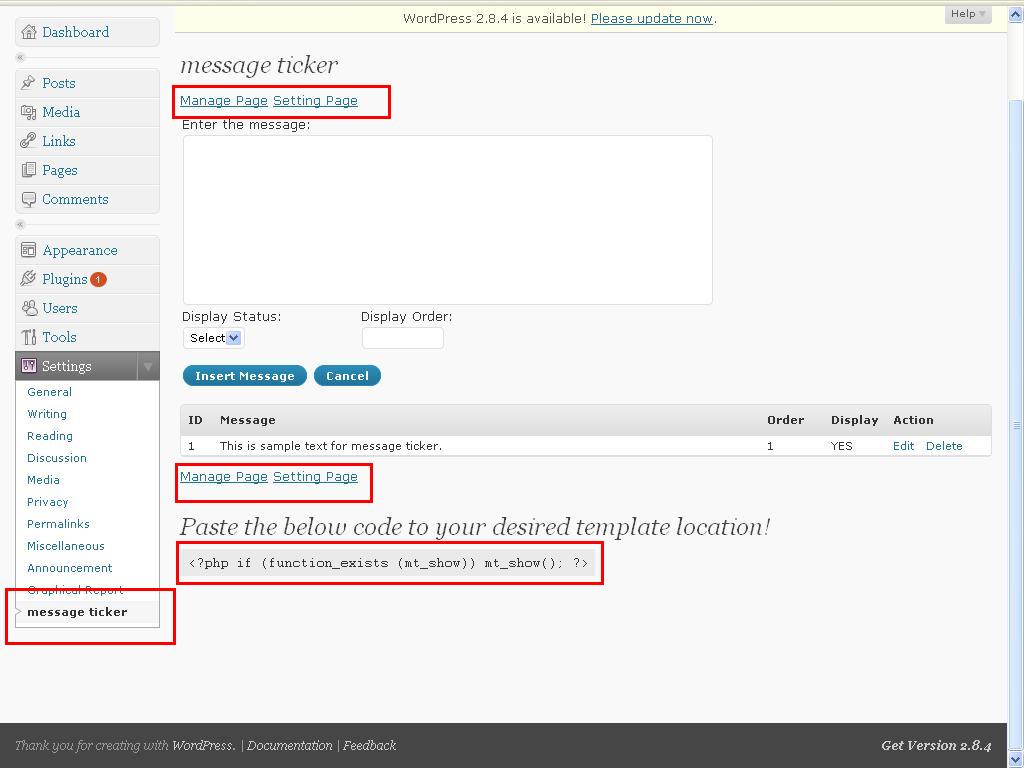 WordPress 2.8.4 is available! Please update now.
Help
Dashboard
Posts
Media
Links
Pages
Comments
Appearance
Plugins 1
Users
Tools
Settings
General
Writing
Reading
Discussion
Media
Privacy
Permalinks
Miscellaneous
Announcement
Graphical Report
message ticker
message ticker
Manage Page Setting Page
Enter the message:
Display Status: Display Order:
Select
Insert Message Cancel
ID Message Order Display Action
1 This is sample text for message ticker. 1 YES Edit Delete
Manage Page Setting Page
Paste the below code to your desired template location!
<?php if (function_exists (mt_show)) mt_show(); ?>
Thank you for creating with WordPress. | Documentation | Feedback
Get Version 2.8.4